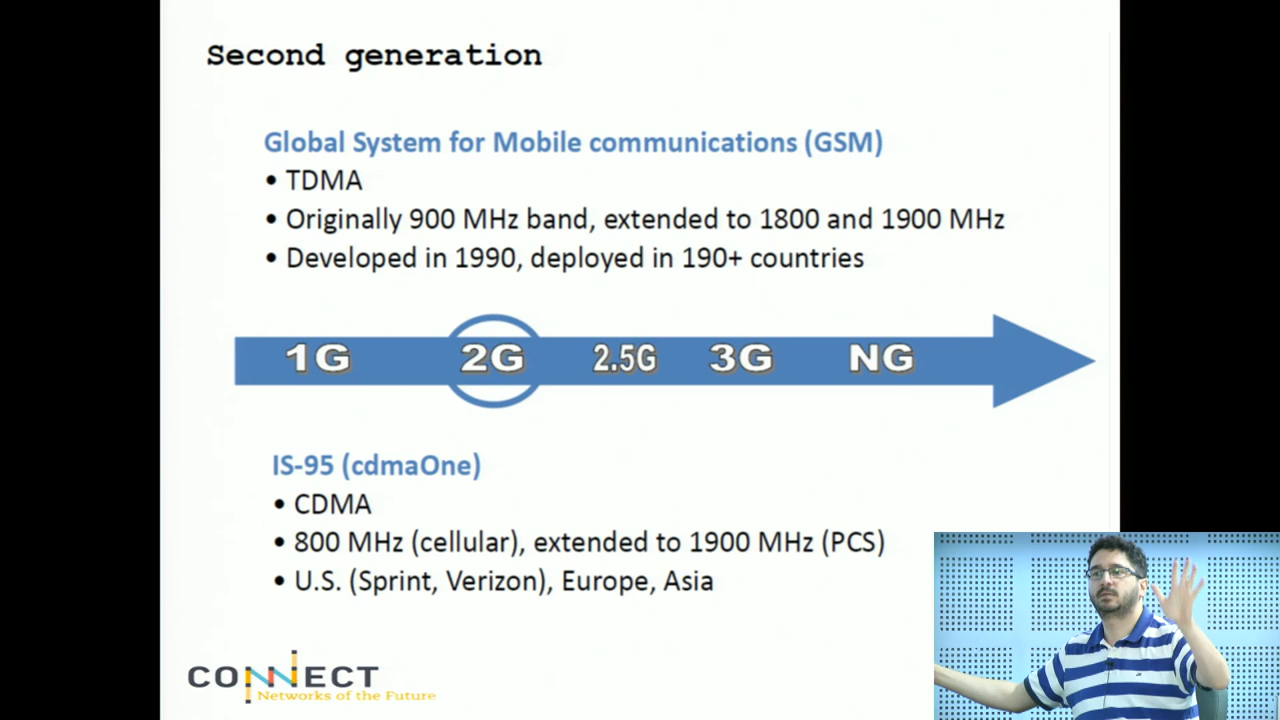 Second generation
Global System for Mobile communications (GSM)
• TDMA
• Originally 900 MHz band, extended to 1800 and 1900 MHz
• Developed in 1990, deployed in 190+ countries
1G 2G 2.5G 3G NG
IS-95 (cdmaOne)
• CDMA
• 800 MHz (cellular), extended to 1900 MHz (PCS)
• U.S. (Sprint, Verizon), Europe, Asia
CONNECT
Networks of the Future